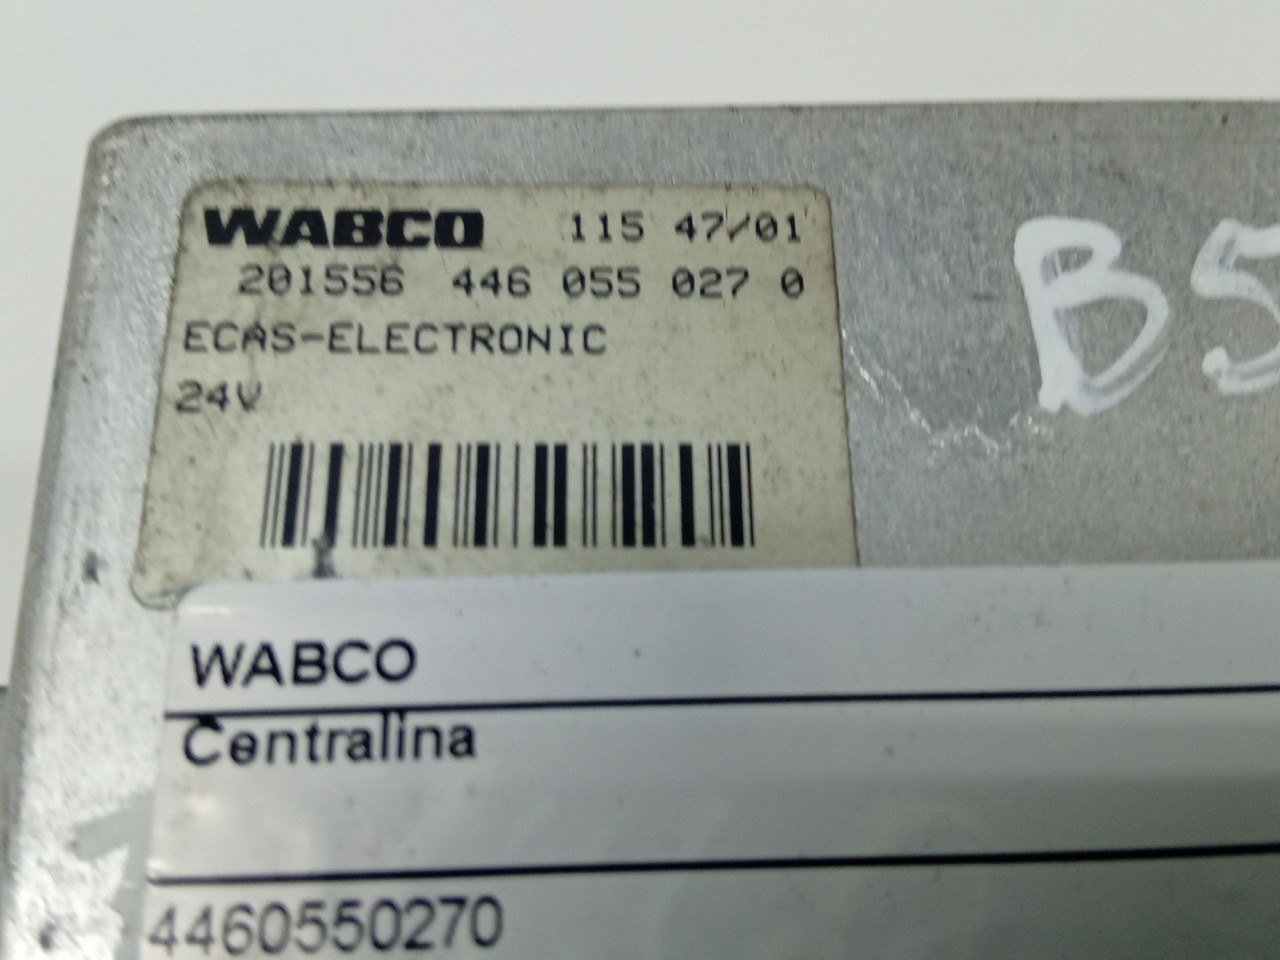 WABCO 115 47/01
201556 446 055 027 0
ECAS-ELECTRONIC
24V
B5
WABCO
Centralina
4460550270